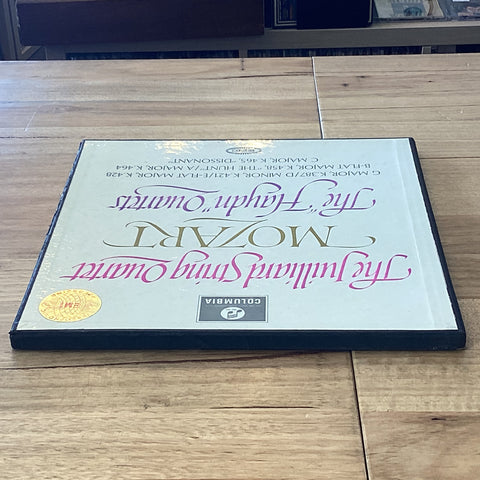 COLUMBIA
The Juilliard String Quartet
MOZART
The "Haydn" Quartets
G MAJOR, K.387/D MINOR, K.421/E-FLAT MAJOR, K.428
B-FLAT MAJOR, K.458, "THE HUNT"/A MAJOR, K.464
C MAJOR, K.465, "DISSONANT"
EPIC